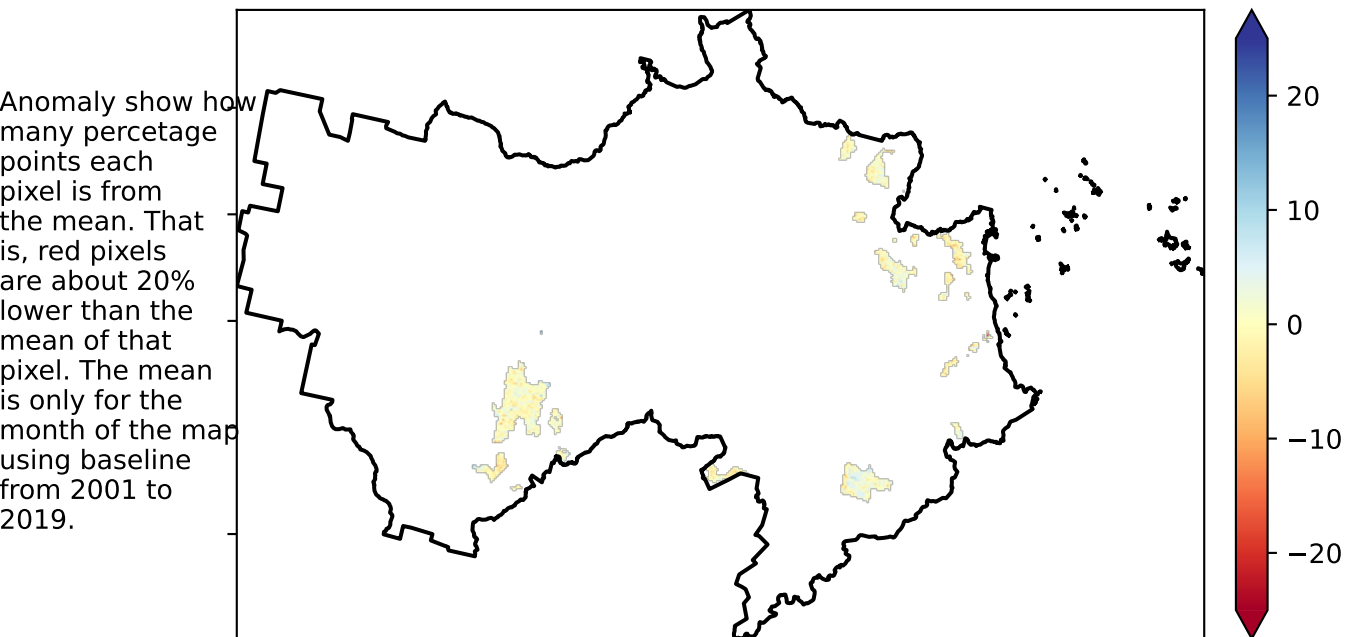 Anomaly show how
many percetage
points each
pixel is from
the mean. That
is, red pixels
are about 20%
lower than the
mean of that
pixel. The mean
is only for the
month of the map
using baseline
from 2001 to
2019.
20
10
0
−10
−20